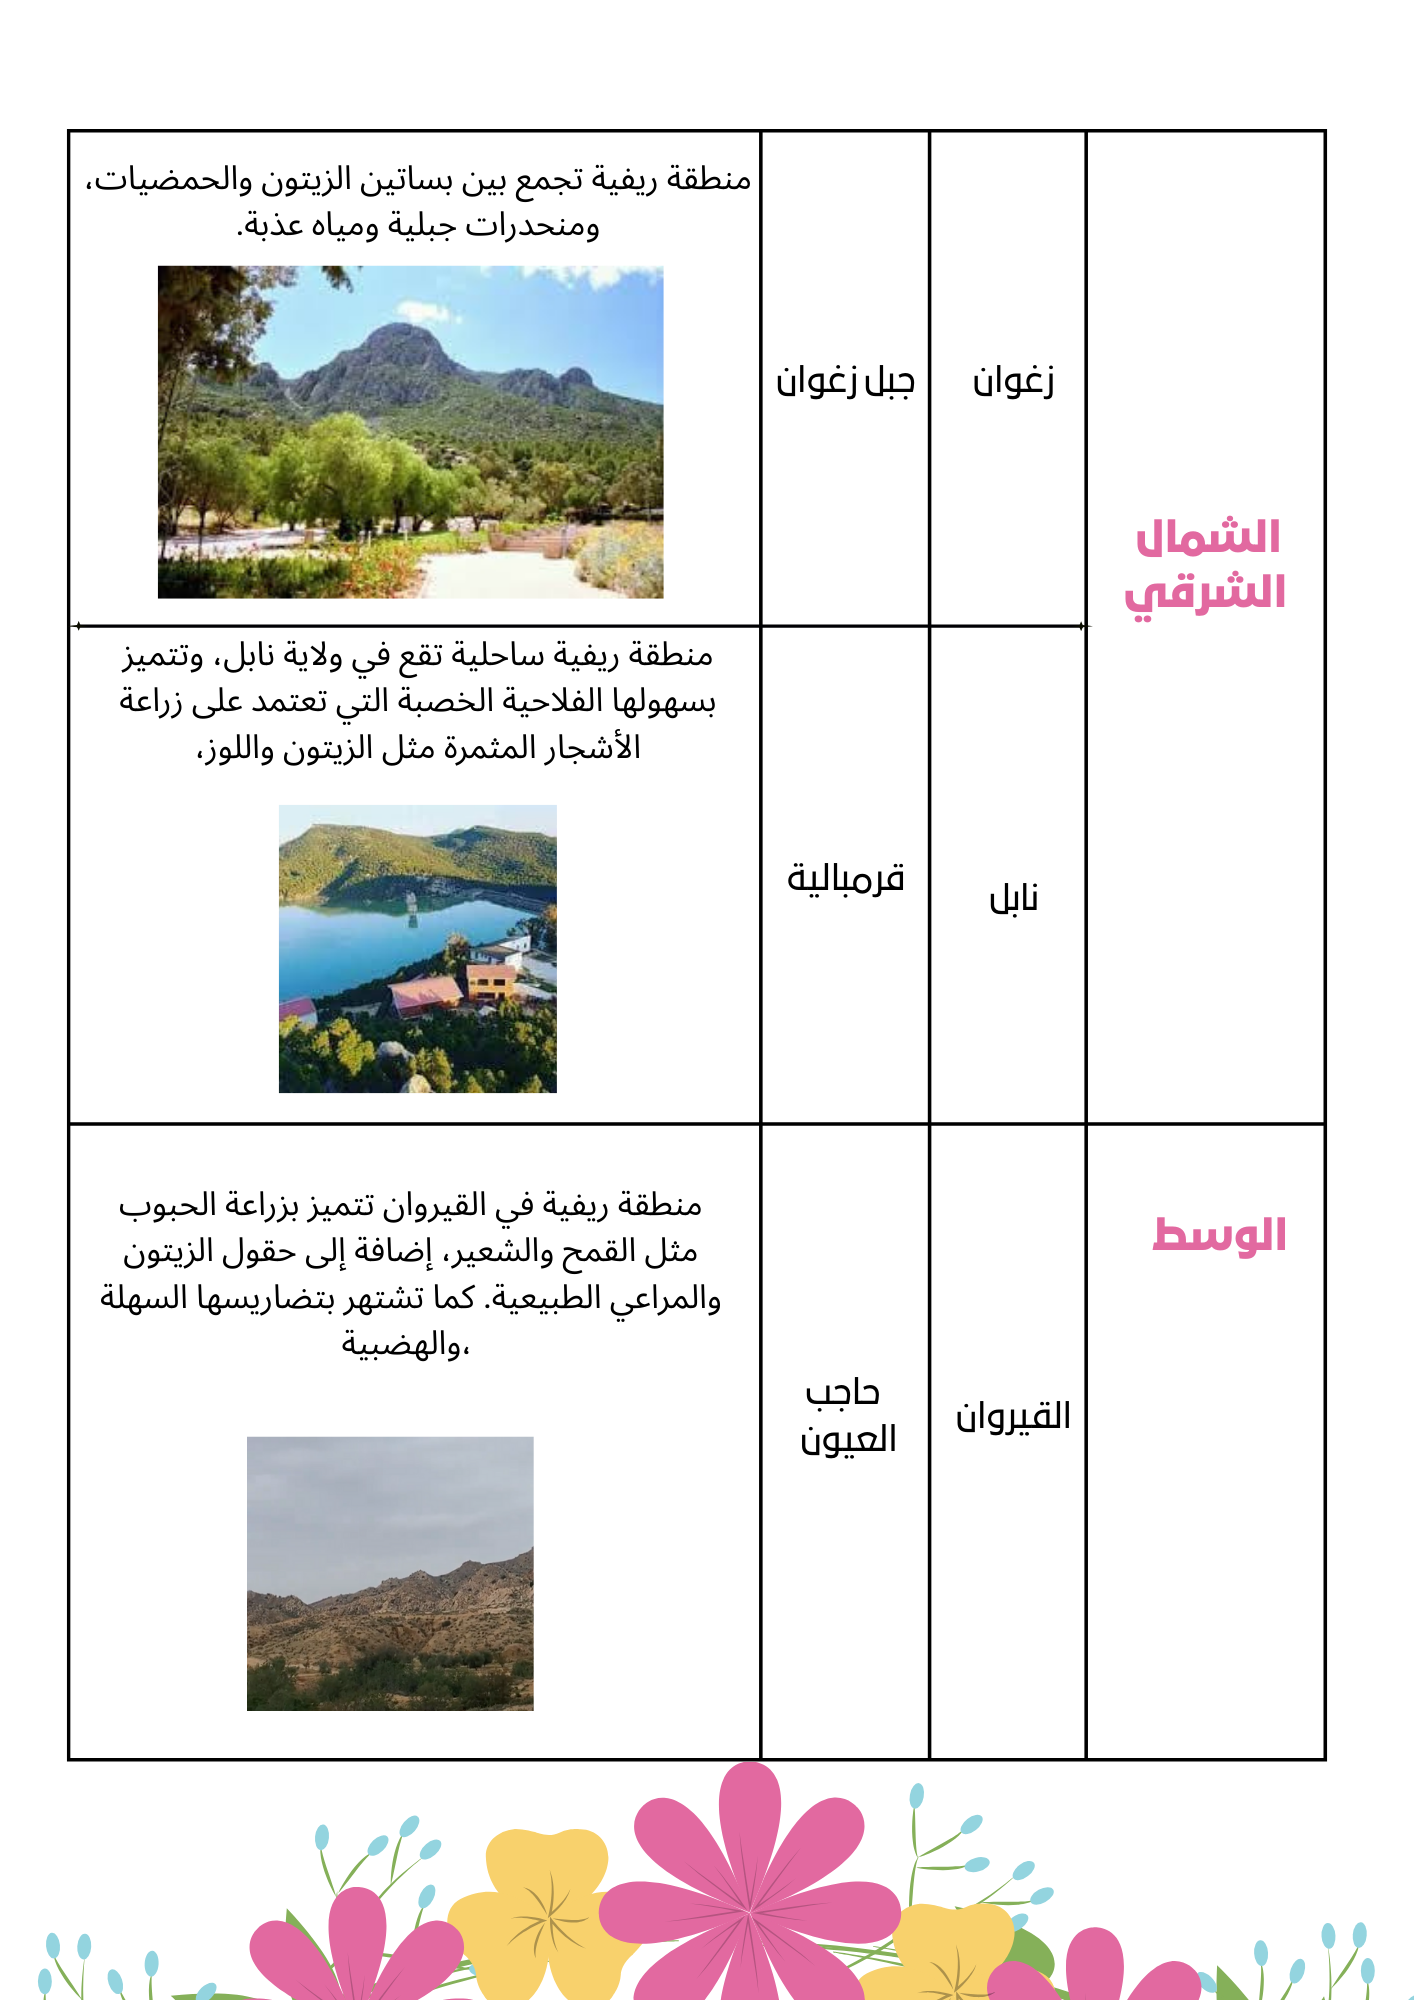 الشمال
الشرقي
زغوان
جبل زغوان
منطقة ريفية تجمع بين بساتين الزيتون والحمضيات،
ومنحدرات جبلية ومياه عذبة.
نابل
قرمبالية
منطقة ريفية ساحلية تقع في ولاية نابل، وتتميز
بسهولها الفلاحية الخصبة التي تعتمد على زراعة
الأشجار المثمرة مثل الزيتون واللوز،
الوسط
القيروان
حاجب
العيون
منطقة ريفية في القيروان تتميز بزراعة الحبوب
مثل القمح والشعير، إضافة إلى حقول الزيتون
والمراعي الطبيعية. كما تشتهر بتضاريسها السهلة
،والهضبية